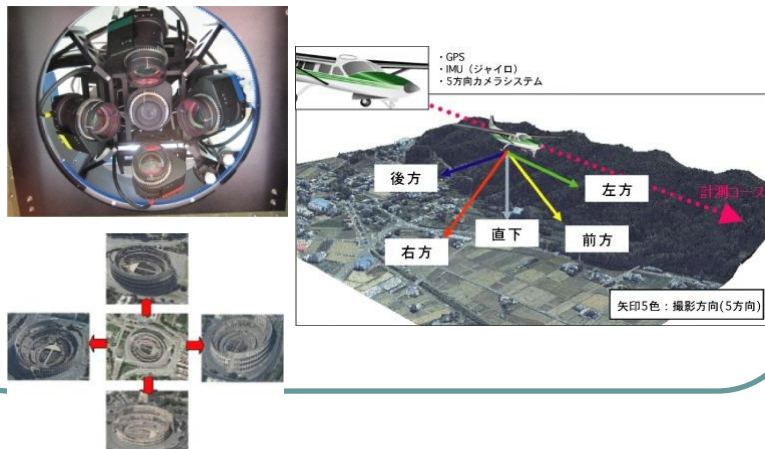 ・GPS
・IMU（ジャイロ）
・5方向カメラシステム
後方
左方
計測コース
直下
前方
右方
矢印5色：撮影方向(5方向)